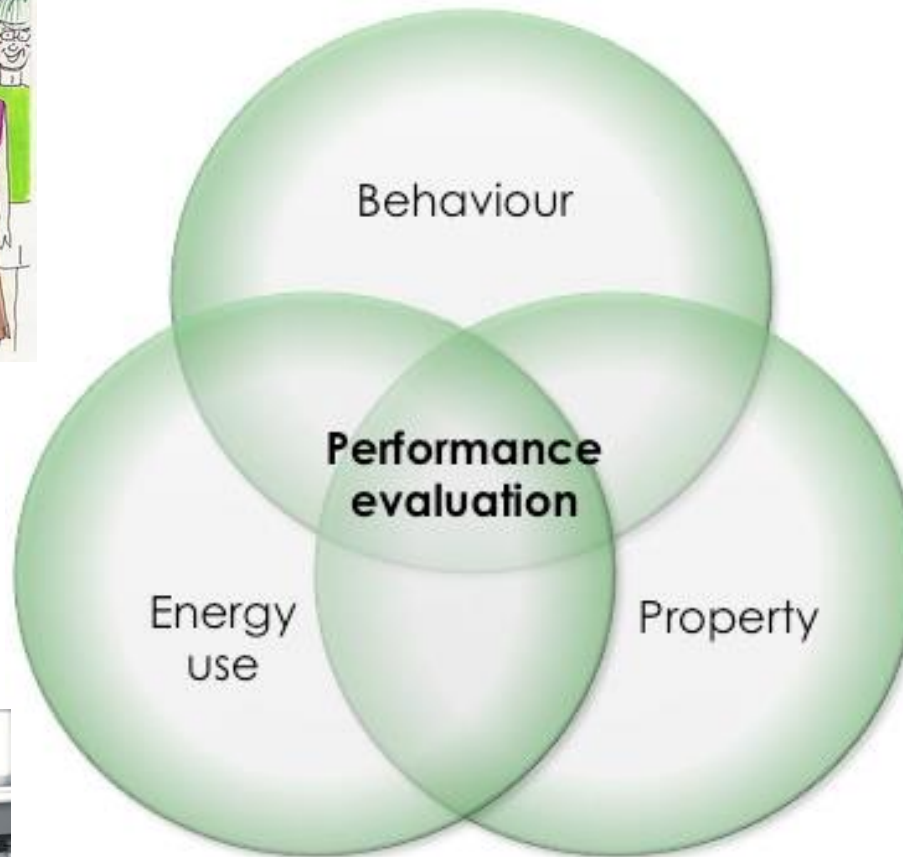 Behaviour
Performance
evaluation
Energy
use
Property